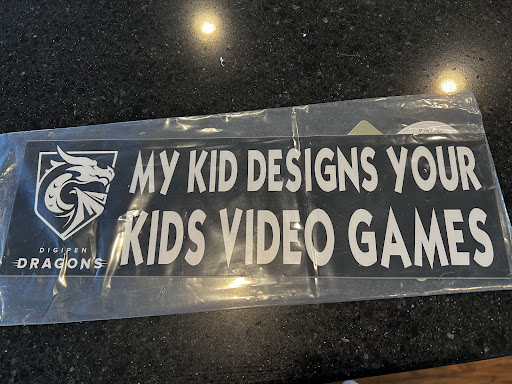 MY KID DESIGNS YOUR
KIDS VIDEO GAMES
DIGIPEN
DRAGONS